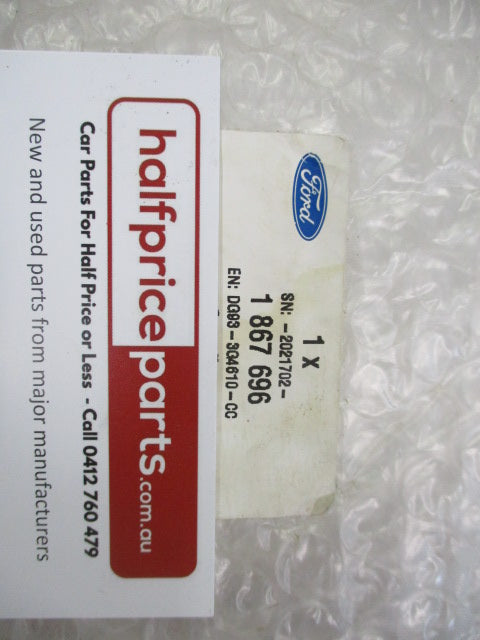 Ford
1 X
SN: -2021702-
1 867 696
EN: DG93-3G4610-CC
halfpriceparts.com.au
Car Parts For Half Price or Less - Call 0412 760 479
New and used parts from major manufacturers